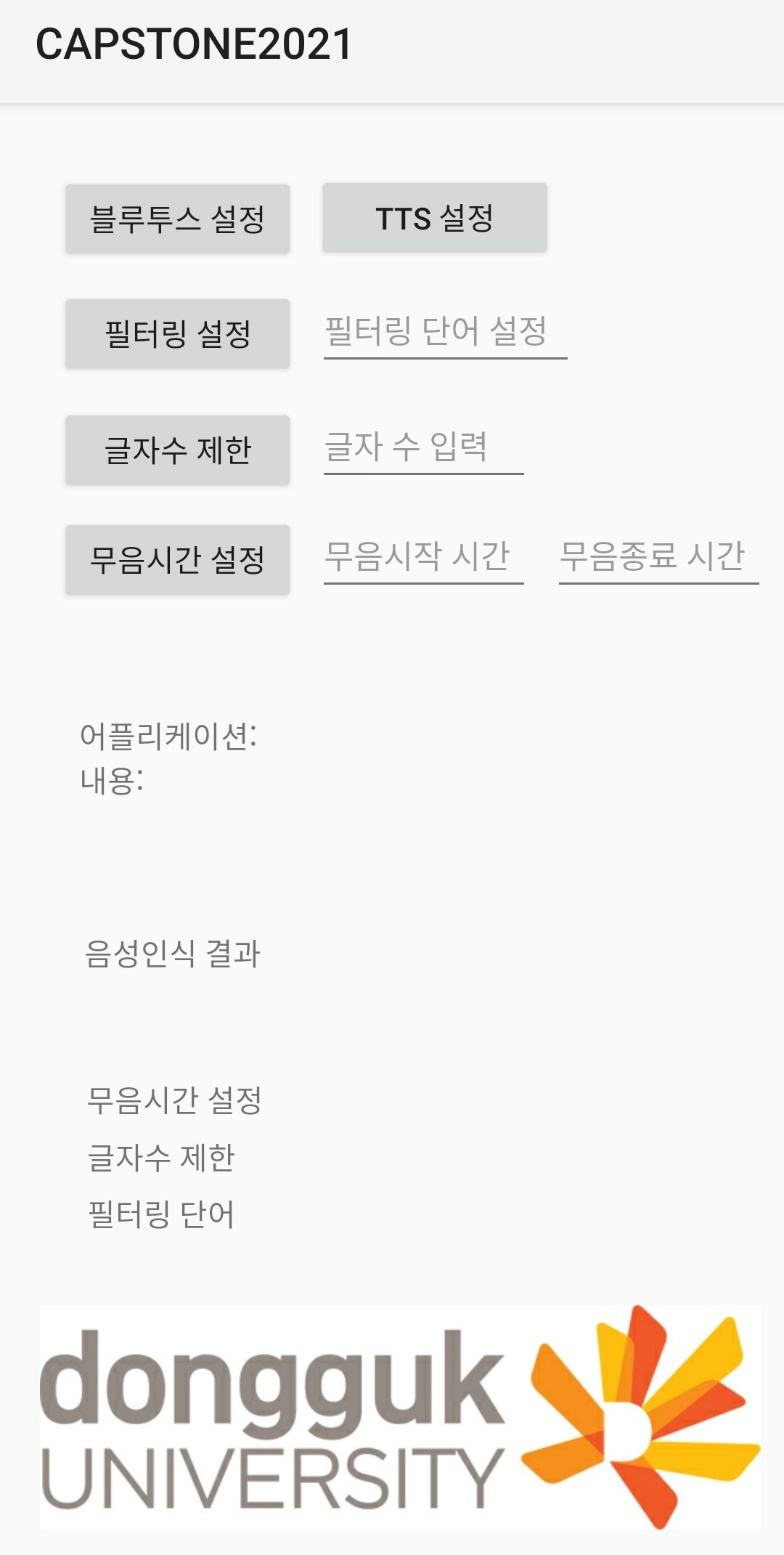 CAPSTONE2021
블루투스 설정 TTS 설정
필터링 설정 필터링 단어 설정
글자수 제한 글자 수 입력
무음시간 설정 무음시작 시간 무음종료 시간
어플리케이션:
내용:
음성인식 결과
무음시간 설정
글자수 제한
필터링 단어
dongguk
UNIVERSITY